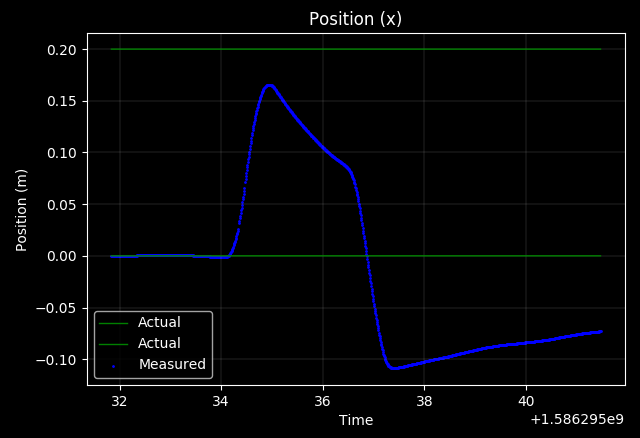 Position (x)
0.20
0.15
0.10
0.05
0.00
−0.05
−0.10
Position (m)
Actual
Actual
Measured
32 34 36 38 40
Time
+1.586295e9